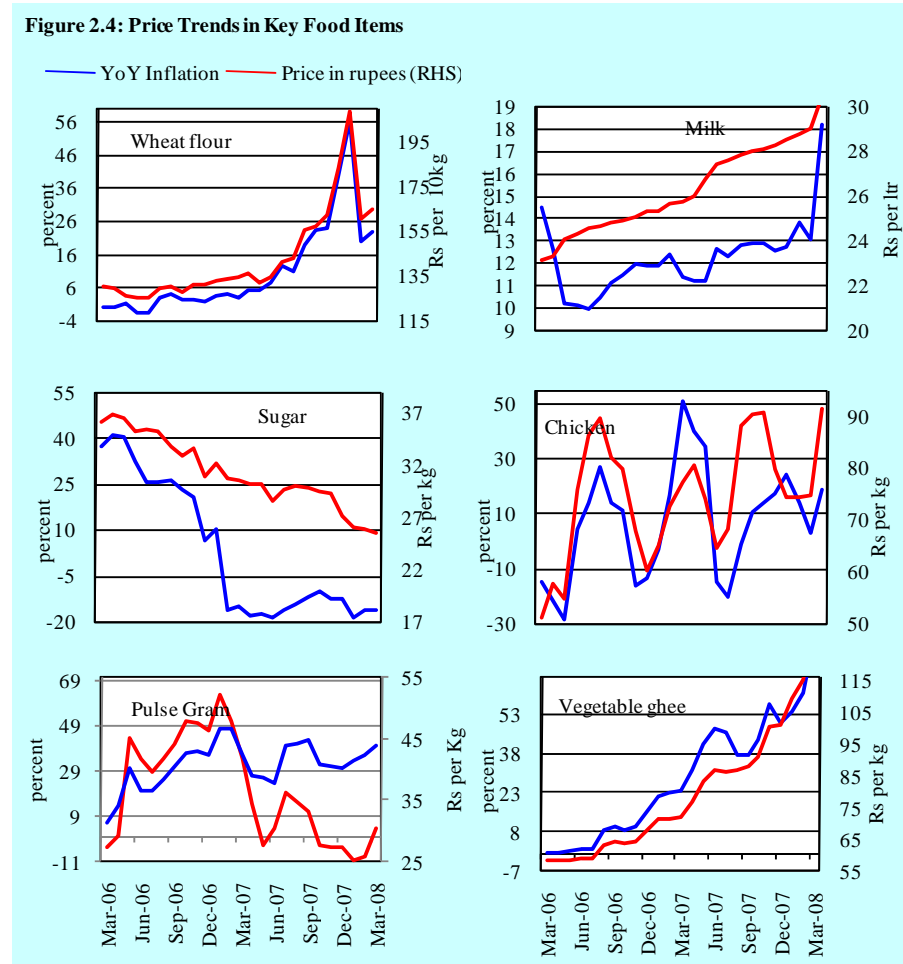 Figure 2.4: Price Trends in Key Food Items
YoY Inflation Price in rupees (RHS)
Wheat flour
percent
56
46
36
26
16
6
-4
195
175
155
135
115
Rs per 10kg
Milk
percent
19
18
17
16
15
14
13
12
11
10
9
30
28
26
24
22
20
Rs per ltr
Sugar
percent
55
40
25
10
-5
-20
37
32
27
22
17
Rs per kg
Chicken
percent
50
30
10
-10
-30
90
80
70
60
50
Rs per kg
Pulse Gram
percent
69
49
29
9
-11
55
45
35
25
Rs per Kg
Mar-06
Jun-06
Sep-06
Dec-06
Mar-07
Jun-07
Sep-07
Dec-07
Mar-08
Vegetable ghee
percent
53
38
23
8
-7
115
105
95
85
75
65
55
Rs per kg
Mar-06
Jun-06
Sep-06
Dec-06
Mar-07
Jun-07
Sep-07
Dec-07
Mar-08